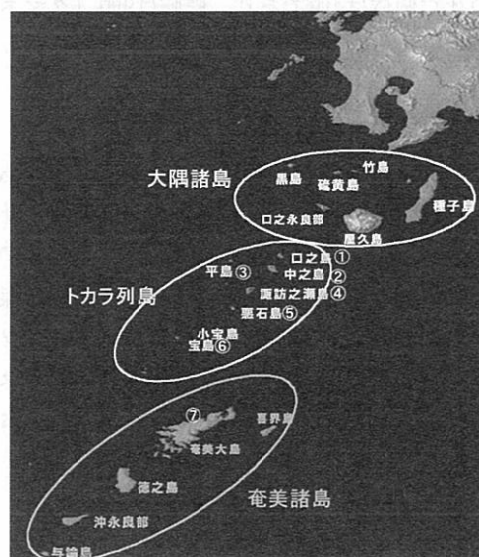 竹島
黒島
硫黄島
大隅諸島
種子島
口之永良部
屋久島
口之島①
平島③
中之島②
諏訪之瀬島④
トカラ列島
悪石島⑤
小宝島
宝島⑥
⑦
喜界島
奄美大島
徳之島
奄美諸島
沖永良部
与論島